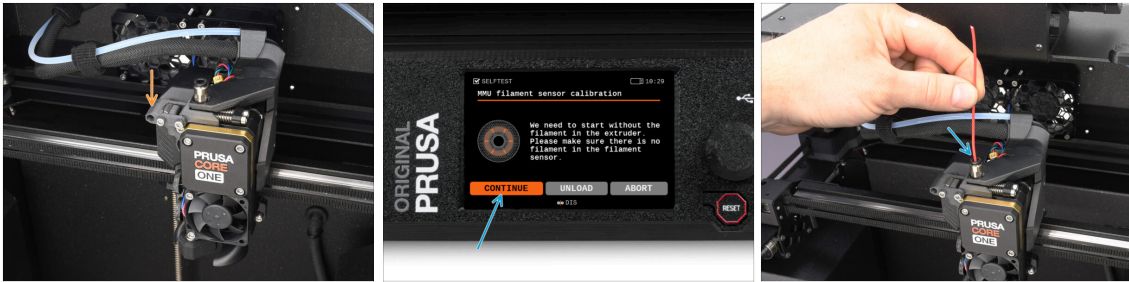 PRUSA
CORE
ONE
ORIGINAL
PRUSA
SELFTEST
10:29
MMU filament sensor calibration
We need to start without the
filament in the extruder.
Please make sure there is no
filament in the filament
sensor.
CONTINUE
UNLOAD
ABORT
DIS
RESET
PRUSA
CORE
ONE